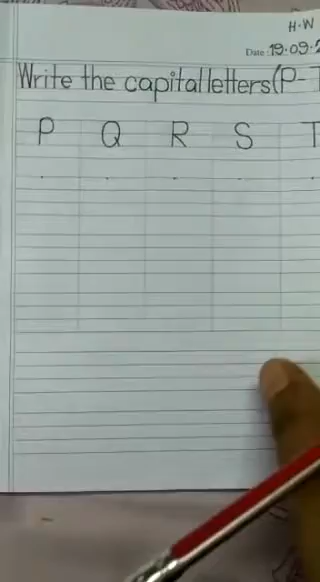 H.W
Date: 19.09.
Write the capital letters (P-T
P Q R S T